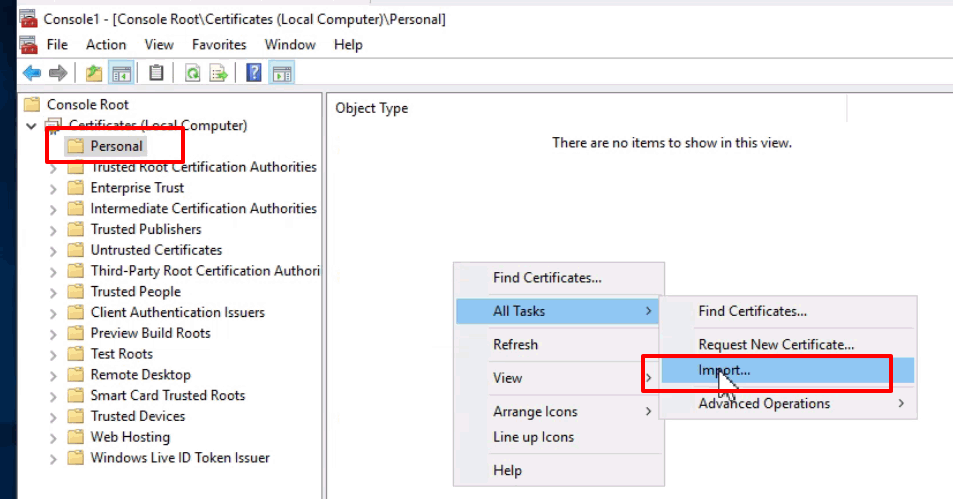 Console1 - [Console Root\Certificates (Local Computer)\Personal]
File Action View Favorites Window Help
Console Root
Certificates (Local Computer)
Personal
Trusted Root Certification Authorities
Enterprise Trust
Intermediate Certification Authorities
Trusted Publishers
Untrusted Certificates
Third-Party Root Certification Authori
Trusted People
Client Authentication Issuers
Preview Build Roots
Test Roots
Remote Desktop
Smart Card Trusted Roots
Trusted Devices
Web Hosting
Windows Live ID Token Issuer
Object Type
There are no items to show in this view.
Find Certificates...
All Tasks
Refresh
View
Arrange Icons
Line up Icons
Help
Find Certificates...
Request New Certificate...
Import...
Advanced Operations